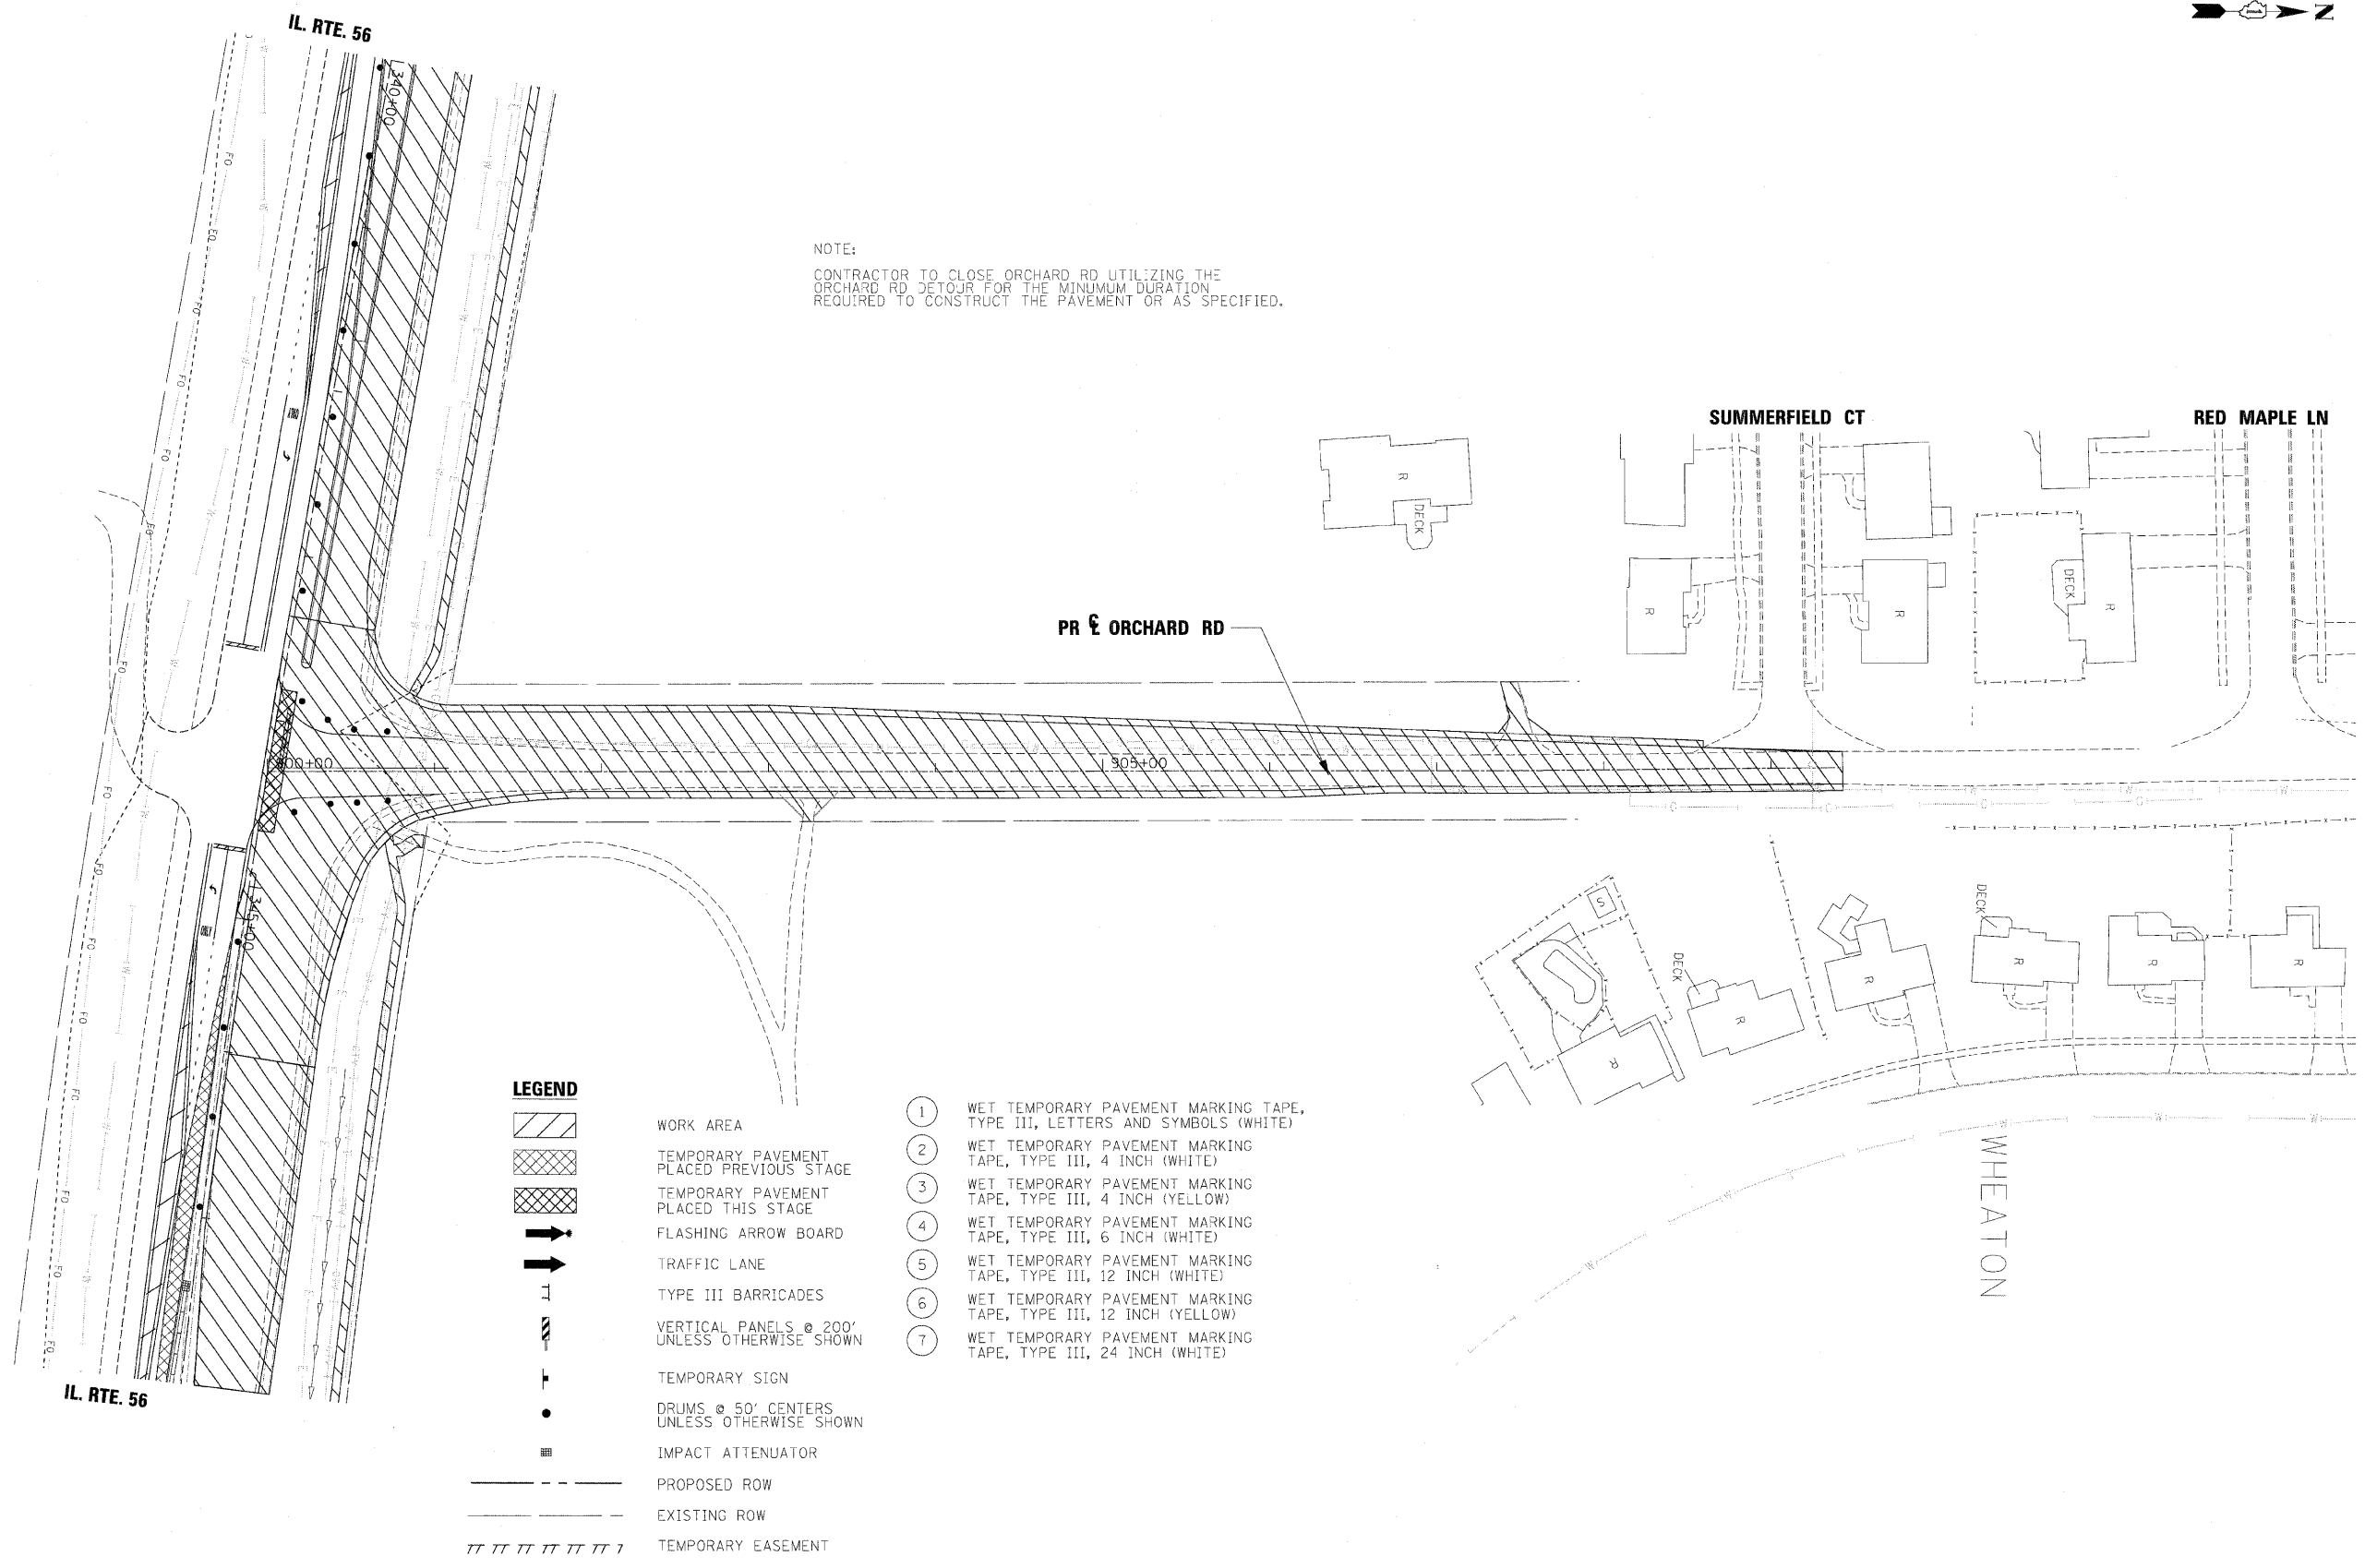 IL. RTE. 56
N
340+00
NOTE:
CONTRACTOR TO CLOSE ORCHARD RD UTILIZING THE
ORCHARD RD DETOUR FOR THE MINUMUM DURATION
REQUIRED TO CONSTRUCT THE PAVEMENT OR AS SPECIFIED.
SUMMERFIELD CT
RED MAPLE LN
R
DECK
R
R
DECK
R
PR ℄ ORCHARD RD
900+00
905+00
345+00
S
DECK
R
R
R
DECK
R
R
R
WHEATON
IL. RTE. 56
LEGEND
WORK AREA
TEMPORARY PAVEMENT
PLACED PREVIOUS STAGE
TEMPORARY PAVEMENT
PLACED THIS STAGE
FLASHING ARROW BOARD
TRAFFIC LANE
TYPE III BARRICADES
VERTICAL PANELS @ 200'
UNLESS OTHERWISE SHOWN
TEMPORARY SIGN
DRUMS @ 50' CENTERS
UNLESS OTHERWISE SHOWN
IMPACT ATTENUATOR
PROPOSED ROW
EXISTING ROW
TEMPORARY EASEMENT
1 WET TEMPORARY PAVEMENT MARKING TAPE,
TYPE III, LETTERS AND SYMBOLS (WHITE)
2 WET TEMPORARY PAVEMENT MARKING
TAPE, TYPE III, 4 INCH (WHITE)
3 WET TEMPORARY PAVEMENT MARKING
TAPE, TYPE III, 4 INCH (YELLOW)
4 WET TEMPORARY PAVEMENT MARKING
TAPE, TYPE III, 6 INCH (WHITE)
5 WET TEMPORARY PAVEMENT MARKING
TAPE, TYPE III, 12 INCH (WHITE)
6 WET TEMPORARY PAVEMENT MARKING
TAPE, TYPE III, 12 INCH (YELLOW)
7 WET TEMPORARY PAVEMENT MARKING
TAPE, TYPE III, 24 INCH (WHITE)